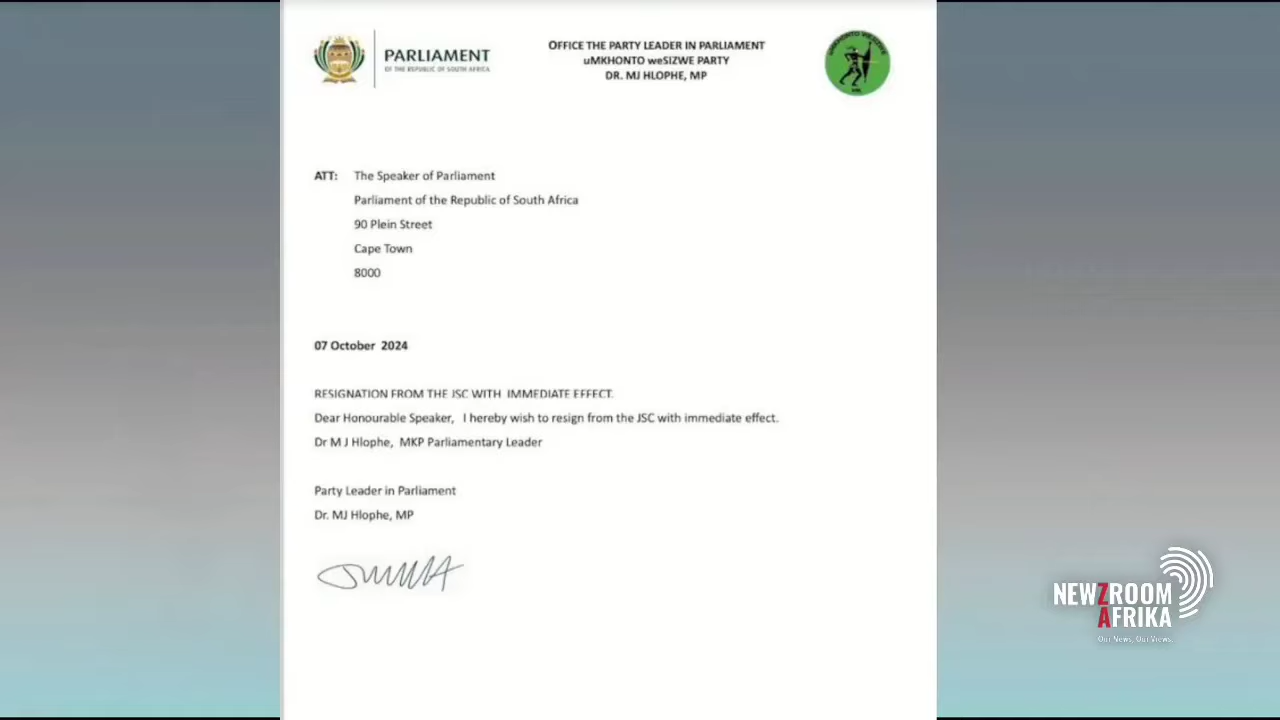 PARLIAMENT
OF THE REPUBLIC OF SOUTH AFRICA
OFFICE THE PARTY LEADER IN PARLIAMENT
uMKHONTO weSIZWE PARTY
DR. MJ HLOPHE, MP
UMKHONTO WESIZWE
ATT: The Speaker of Parliament
Parliament of the Republic of South Africa
90 Plein Street
Cape Town
8000
07 October 2024
RESIGNATION FROM THE JSC WITH IMMEDIATE EFFECT.
Dear Honourable Speaker, I hereby wish to resign from the JSC with immediate effect.
Dr M J Hlophe, MKP Parliamentary Leader
Party Leader in Parliament
Dr. MJ Hlophe, MP
NEWZROOM
AFRIKA
Our News. Our Views.